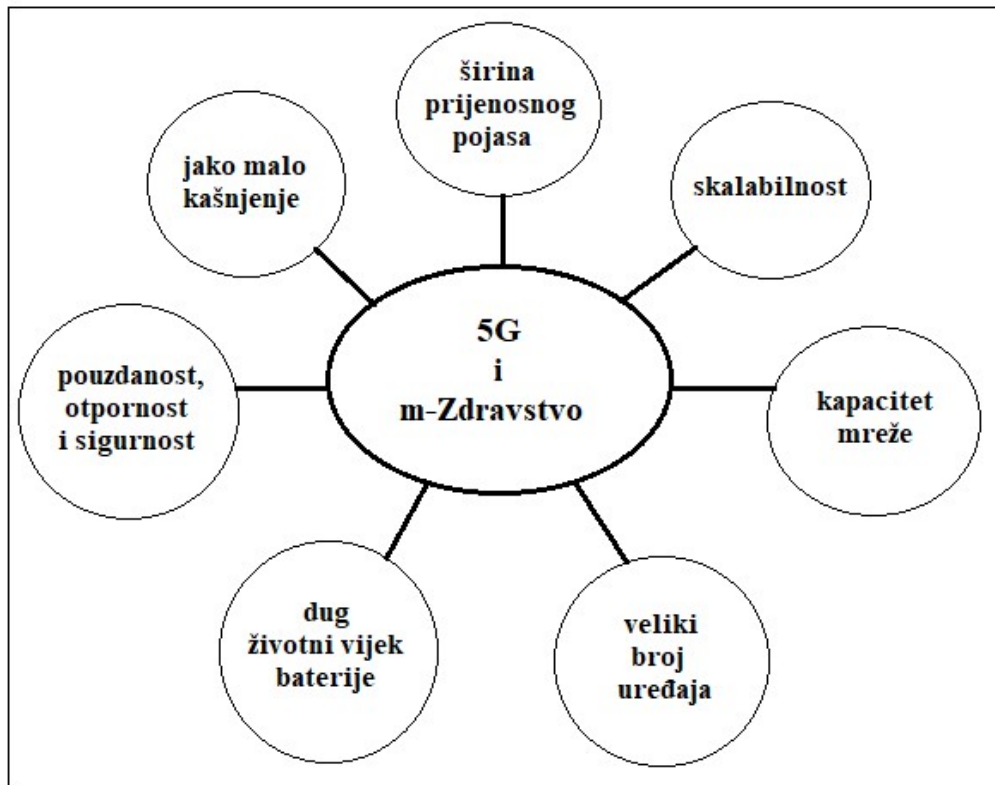 širina
prijenosnog
pojasa
jako malo
kašnjenje
skalabilnost
5G
i
m-Zdravstvo
pouzdanost,
otpornost
i sigurnost
kapacitet
mreže
dug
životni vijek
baterije
veliki
broj
uređaja